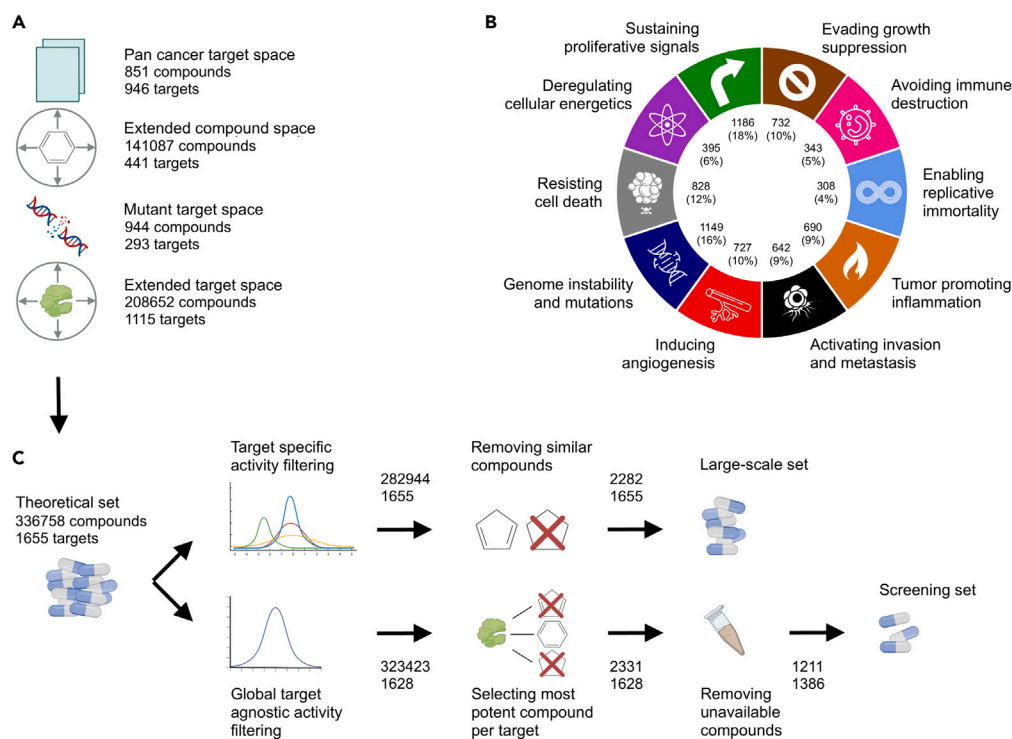 A
Pan cancer target space
851 compounds
946 targets
Extended compound space
141087 compounds
441 targets
Mutant target space
944 compounds
293 targets
Extended target space
208652 compounds
1115 targets
B
Sustaining
proliferative signals
Evading growth
suppression
Deregulating
cellular energetics
Avoiding immune
destruction
Resisting
cell death
Enabling
replicative
immortality
Genome instability
and mutations
Tumor promoting
inflammation
Inducing
angiogenesis
Activating invasion
and metastasis
1186
(18%)
732
(10%)
395
(6%)
343
(5%)
828
(12%)
308
(4%)
1149
(16%)
690
(9%)
727
(10%)
642
(9%)
C
Theoretical set
336758 compounds
1655 targets
Target specific
activity filtering
282944
1655
Removing similar
compounds
2282
1655
Large-scale set
Global target
agnostic activity
filtering
323423
1628
Selecting most
potent compound
per target
2331
1628
Removing
unavailable
compounds
1211
1386
Screening set